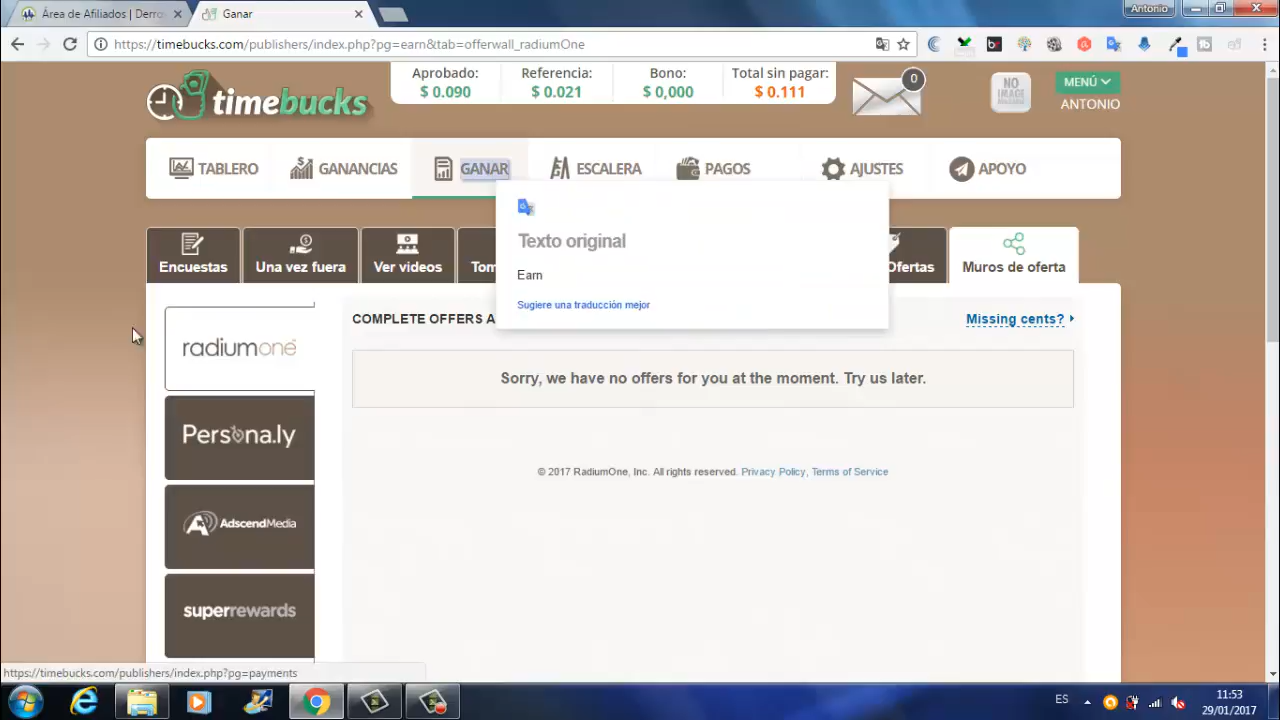 Área de Afiliados | Derro
Ganar
Antonio
https://timebucks.com/publishers/index.php?pg=earn&tab=offerwall_radiumOne
timebucks
Aprobado:
$ 0.090
Referencia:
$ 0.021
Bono:
$ 0,000
Total sin pagar:
$ 0.111
0
NO IMAGE
MENÚ
ANTONIO
TABLERO
GANANCIAS
GANAR
ESCALERA
PAGOS
AJUSTES
APOYO
Texto original
Earn
Sugiere una traducción mejor
Encuestas
Una vez fuera
Ver videos
Tom
Ofertas
Muros de oferta
radiumone
COMPLETE OFFERS A
Missing cents?
Sorry, we have no offers for you at the moment. Try us later.
Persona.ly
© 2017 RadiumOne, Inc. All rights reserved. Privacy Policy, Terms of Service
AdscendMedia
superrewards
https://timebucks.com/publishers/index.php?pg=payments
ES
11:53
29/01/2017